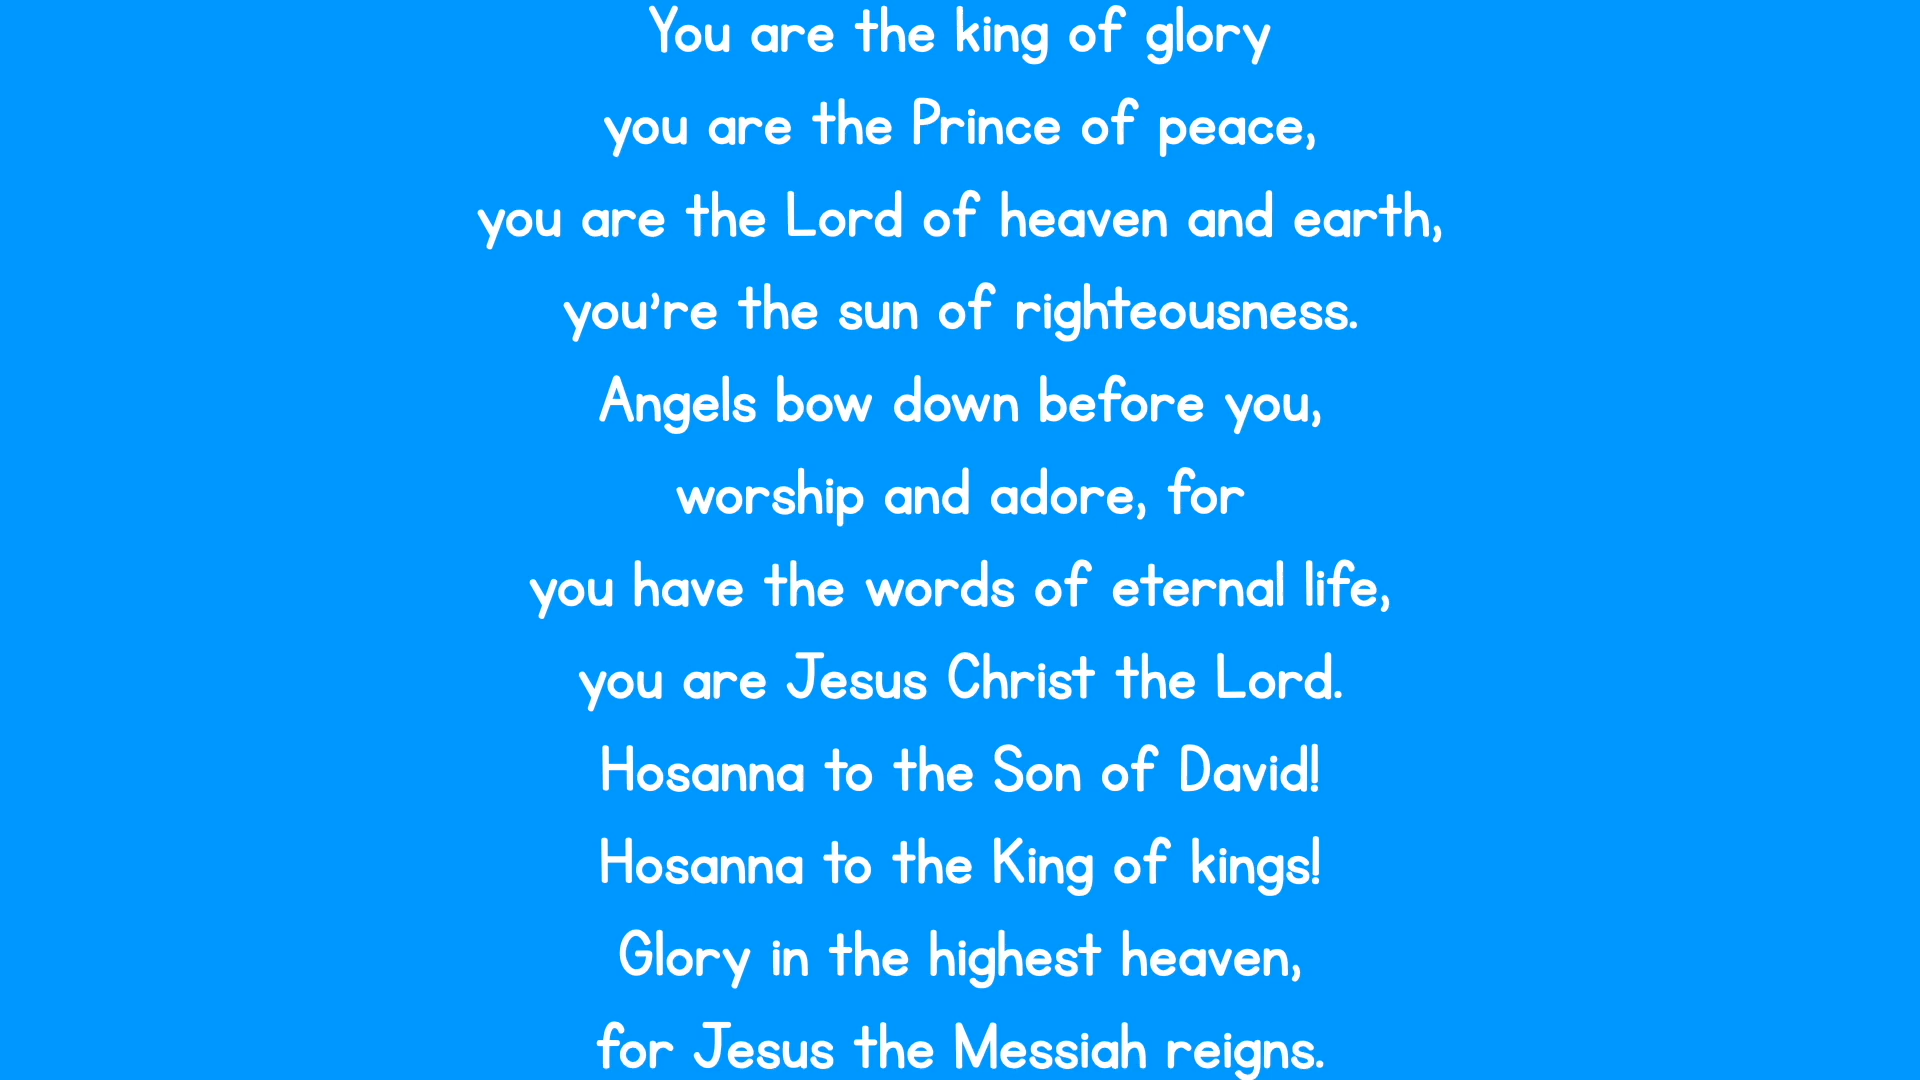 You are the king of glory
you are the Prince of peace,
you are the Lord of heaven and earth,
you’re the sun of righteousness.
Angels bow down before you,
worship and adore, for
you have the words of eternal life,
you are Jesus Christ the Lord.
Hosanna to the Son of David!
Hosanna to the King of kings!
Glory in the highest heaven,
for Jesus the Messiah reigns.